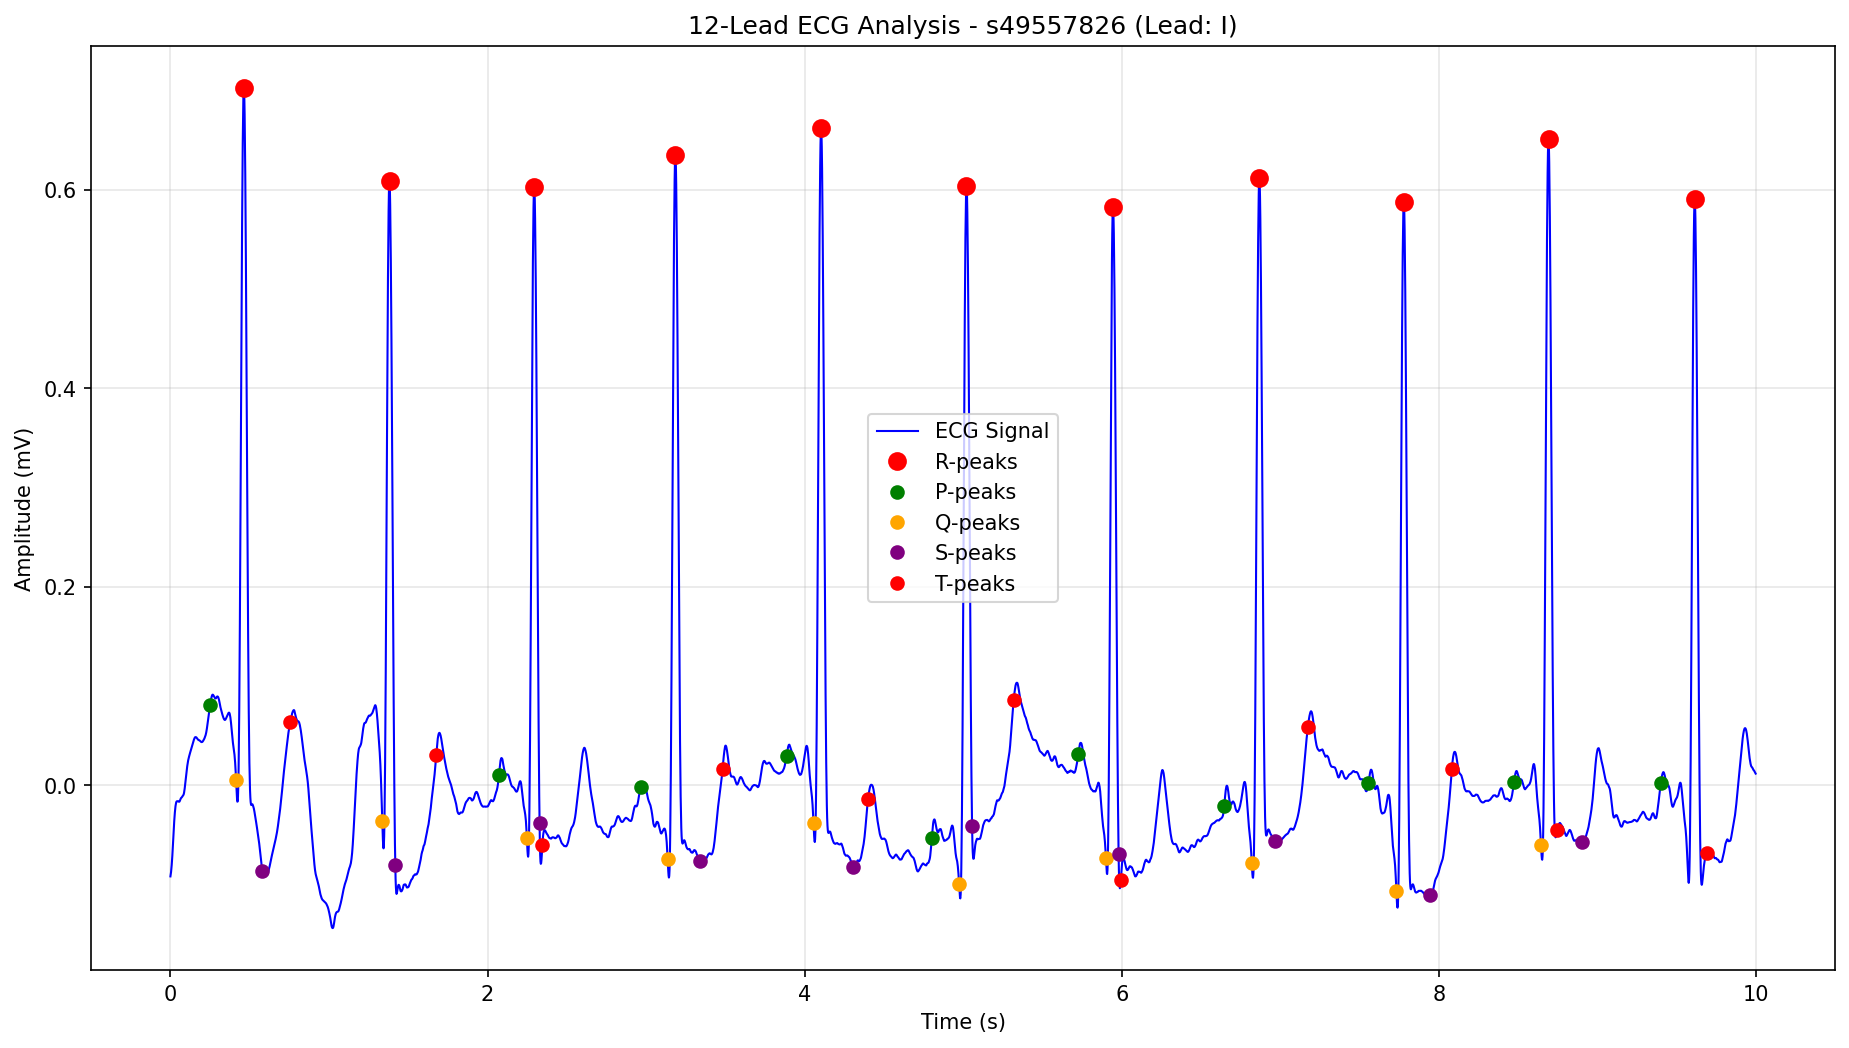 12-Lead ECG Analysis - s49557826 (Lead: I)
Amplitude (mV)
0.6
0.4
0.2
0.0
ECG Signal
R-peaks
P-peaks
Q-peaks
S-peaks
T-peaks
0 2 4 6 8 10
Time (s)